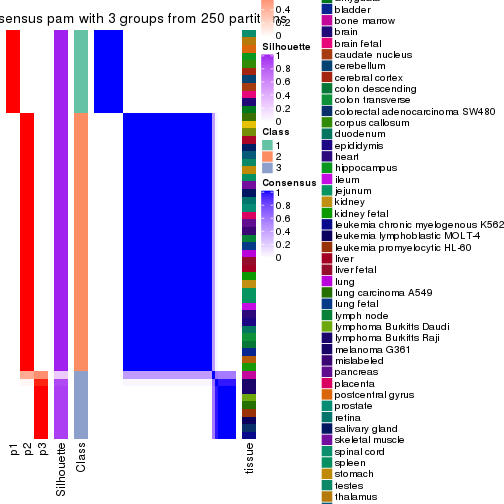 sensus pam with 3 groups from 250 partitions
0.4
0.2
0
Silhouette
1
0.8
0.6
0.4
0.2
0
Class
1
2
3
Consensus
1
0.8
0.6
0.4
0.2
0
bladder
bone marrow
brain
brain fetal
caudate nucleus
cerebellum
cerebral cortex
colon descending
colon transverse
colorectal adenocarcinoma SW480
corpus callosum
duodenum
epididymis
heart
hippocampus
ileum
jejunum
kidney
kidney fetal
leukemia chronic myelogenous K562
leukemia lymphoblastic MOLT-4
leukemia promyelocytic HL-60
liver
liver fetal
lung
lung carcinoma A549
lung fetal
lymph node
lymphoma Burkitts Daudi
lymphoma Burkitts Raji
melanoma G361
mislabeled
pancreas
placenta
postcentral gyrus
prostate
retina
salivary gland
skeletal muscle
spinal cord
spleen
stomach
testes
thalamus
p1
p2
p3
Silhouette
Class
tissue